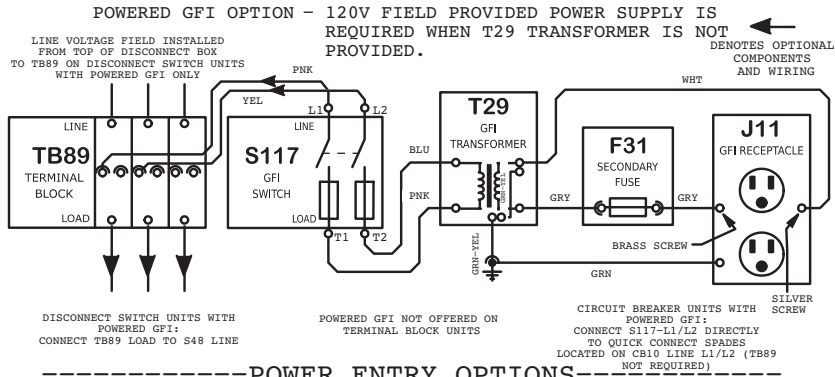 POWERED GFI OPTION – 120V FIELD PROVIDED POWER SUPPLY IS
REQUIRED WHEN T29 TRANSFORMER IS NOT
PROVIDED.
DENOTES OPTIONAL
COMPONENTS
AND WIRING
LINE VOLTAGE FIELD INSTALLED
FROM TOP OF DISCONNECT BOX
TO TB89 ON DISCONNECT SWITCH UNITS
WITH POWERED GFI ONLY
PNK
YEL
LINE
TB89
TERMINAL
BLOCK
LOAD
L1
L2
LINE
S117
GFI
SWITCH
LOAD
T1
T2
BLU
PNK
T29
GFI
TRANSFORMER
GRN-YEL
GRN-YEL
WHT
GRY
F31
SECONDARY
FUSE
GRY
J11
GFI RECEPTACLE
BRASS SCREW
GRN
SILVER
SCREW
DISCONNECT SWITCH UNITS WITH
POWERED GFI:
CONNECT TB89 LOAD TO S48 LINE
POWERED GFI NOT OFFERED ON
TERMINAL BLOCK UNITS
CIRCUIT BREAKER UNITS WITH
POWERED GFI:
CONNECT S117-L1/L2 DIRECTLY
TO QUICK CONNECT SPADES
LOCATED ON CB10 LINE L1/L2 (TB89
NOT REQUIRED)
------------POWER ENTRY OPTIONS------------